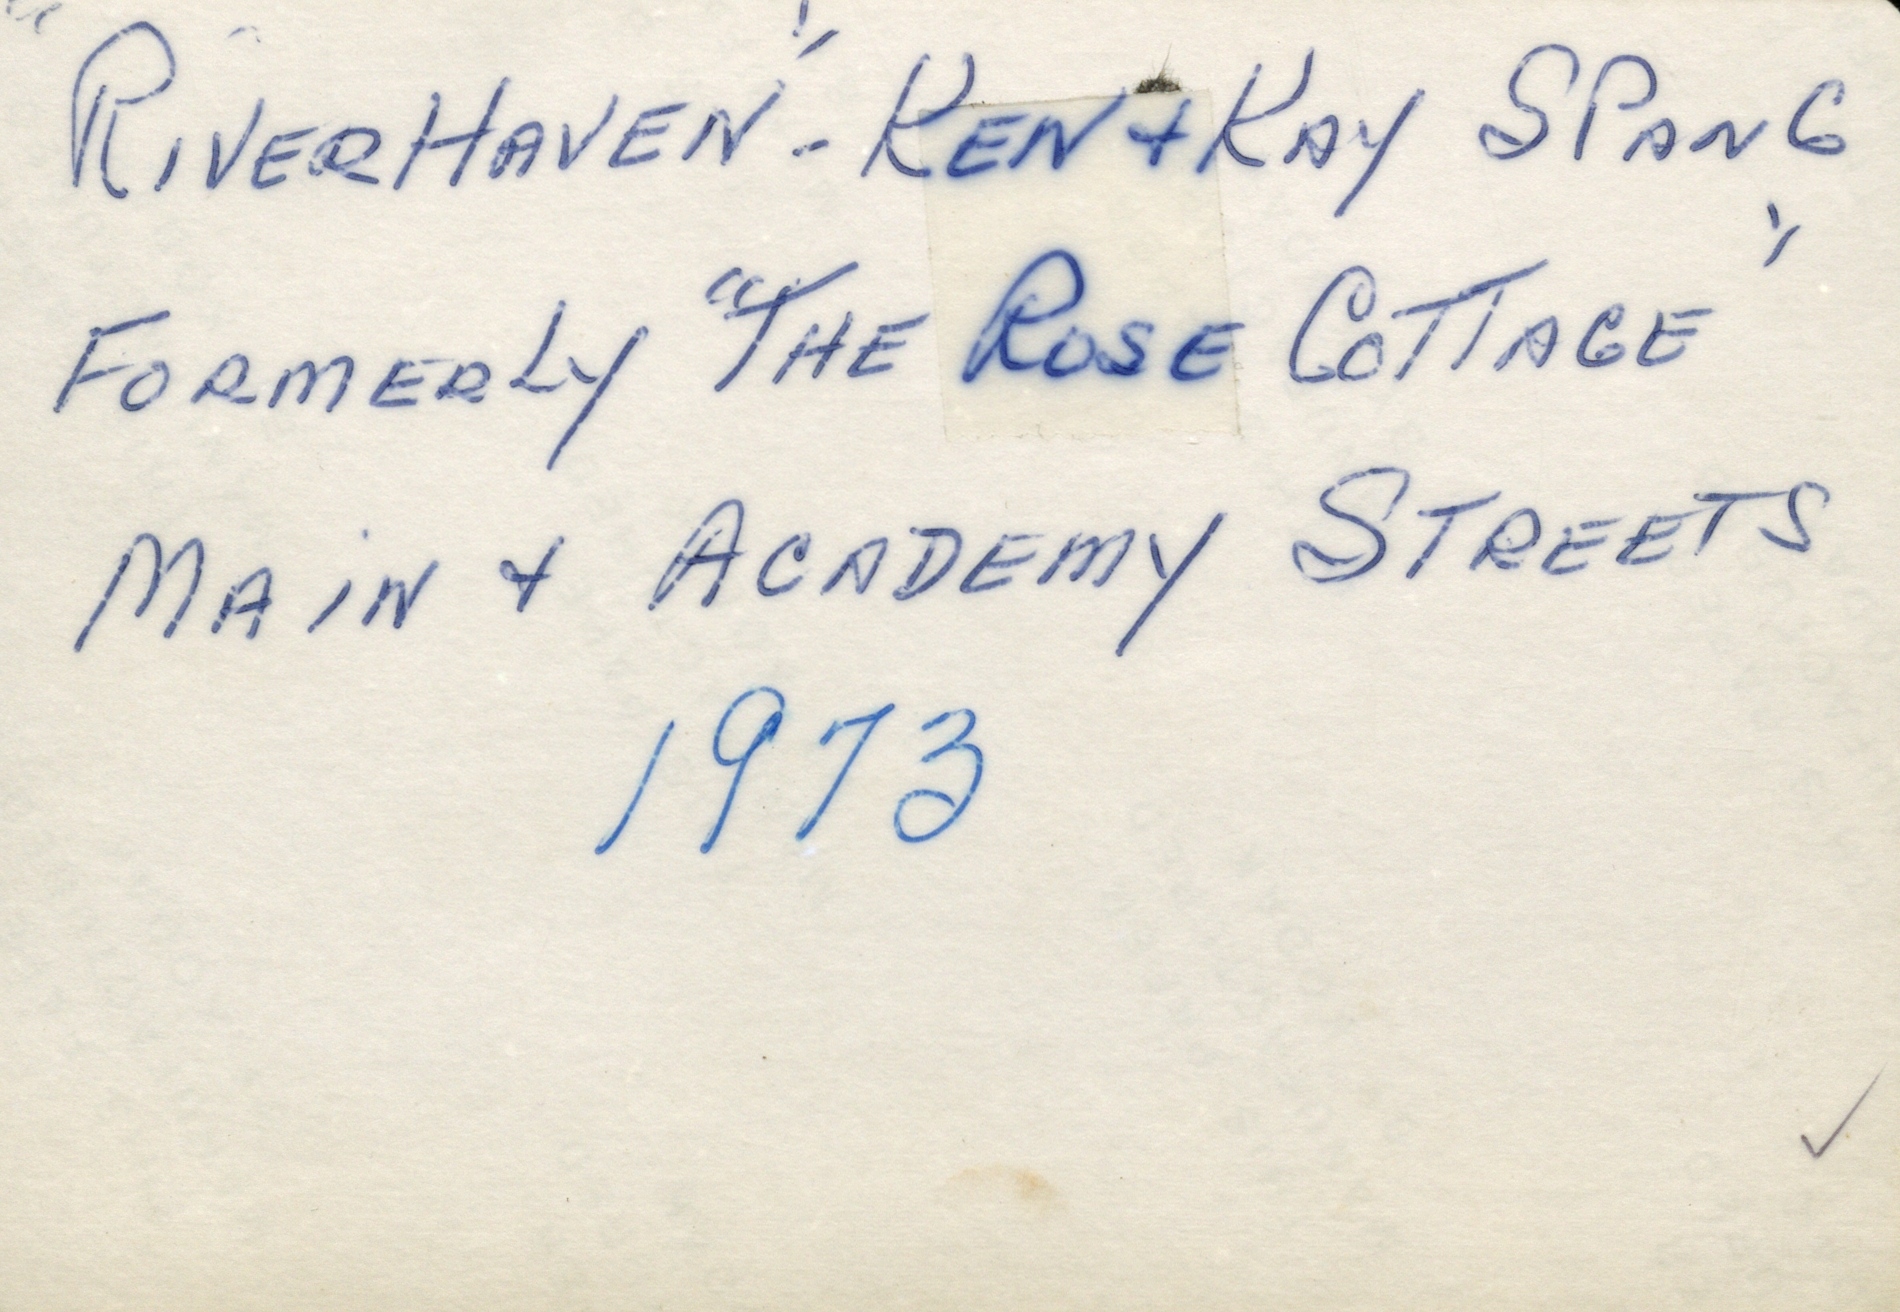 "RIVERHAVEN" - KEN + KAY SPANG
FORMERLY "THE ROSE COTTAGE"
MAIN + ACADEMY STREETS
1973